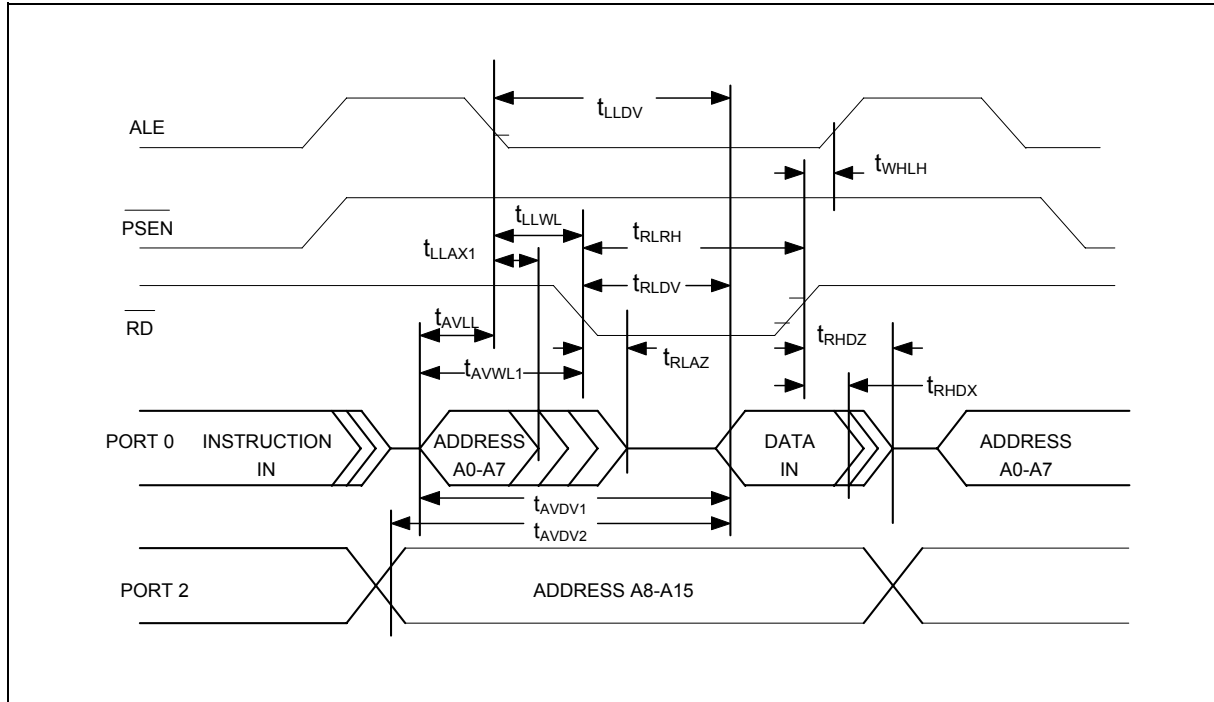 tLLDV
ALE
tWHLH
PSEN
tLLWL
tRLRH
tLLAX1
tRLDV
RD
tAVLL
tRHDZ
tRLAZ
tAVWL1
tRHDX
PORT 0
INSTRUCTION
IN
ADDRESS
A0-A7
DATA
IN
ADDRESS
A0-A7
tAVDV1
tAVDV2
PORT 2
ADDRESS A8-A15